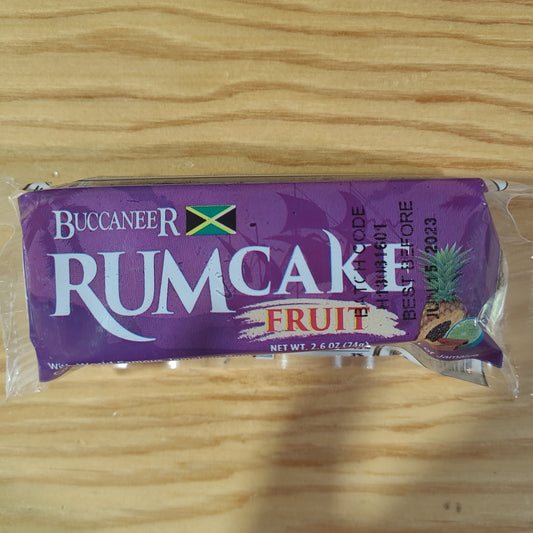 BUCCANEER
RUMCAKE
FRUIT
NET WT. 2.6 OZ (74g)
BATCH CODE
BEST BEFORE
2023